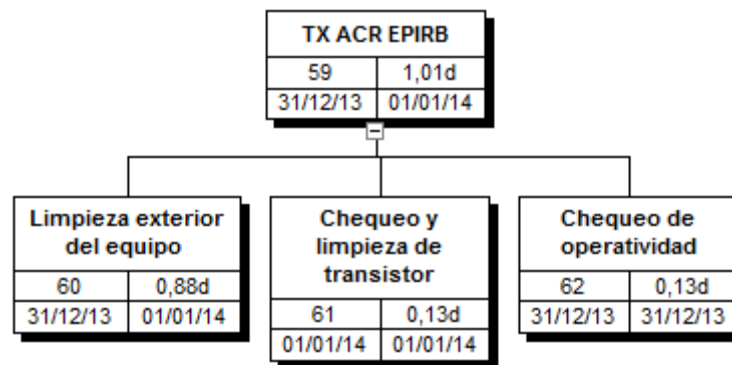 TX ACR EPIRB
59 1,01d
31/12/13 01/01/14
Limpieza exterior
del equipo
60 0,88d
31/12/13 01/01/14
Chequeo y
limpieza de
transistor
61 0,13d
01/01/14 01/01/14
Chequeo de
operatividad
62 0,13d
31/12/13 31/12/13